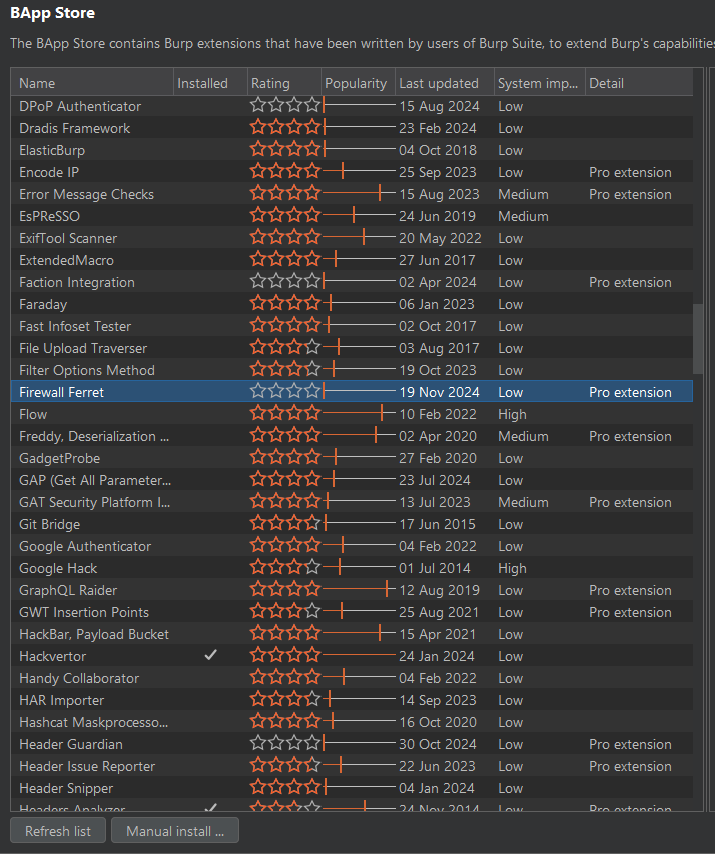 BApp Store
The BApp Store contains Burp extensions that have been written by users of Burp Suite, to extend Burp's capabilities
Name Installed Rating Popularity Last updated System imp... Detail
DPoP Authenticator 15 Aug 2024 Low
Dradis Framework 23 Feb 2024 Low
ElasticBurp 04 Oct 2018 Low
Encode IP 25 Sep 2023 Low Pro extension
Error Message Checks 15 Aug 2023 Medium Pro extension
EsPReSSO 24 Jun 2019 Medium
ExifTool Scanner 20 May 2022 Low
ExtendedMacro 27 Jun 2017 Low
Faction Integration 02 Apr 2024 Low Pro extension
Faraday 06 Jan 2023 Low
Fast Infoset Tester 02 Oct 2017 Low
File Upload Traverser 03 Aug 2017 Low
Filter Options Method 19 Oct 2023 Low
Firewall Ferret 19 Nov 2024 Low Pro extension
Flow 10 Feb 2022 High
Freddy, Deserialization ... 02 Apr 2020 Medium Pro extension
GadgetProbe 27 Feb 2020 Low
GAP (Get All Parameter... 23 Jul 2024 Low
GAT Security Platform I... 13 Jul 2023 Medium Pro extension
Git Bridge 17 Jun 2015 Low
Google Authenticator 04 Feb 2022 Low
Google Hack 01 Jul 2014 High
GraphQL Raider 12 Aug 2019 Low Pro extension
GWT Insertion Points 25 Aug 2021 Low Pro extension
HackBar, Payload Bucket 15 Apr 2021 Low
Hackvertor 24 Jan 2024 Low
Handy Collaborator 04 Feb 2022 Low
HAR Importer 14 Sep 2023 Low
Hashcat Maskprocesso... 16 Oct 2020 Low
Header Guardian 30 Oct 2024 Low Pro extension
Header Issue Reporter 22 Jun 2023 Low Pro extension
Header Snipper 04 Jan 2024 Low
Headers Analyzer 24 Nov 2014 Low Pro extension
Refresh list Manual install ...